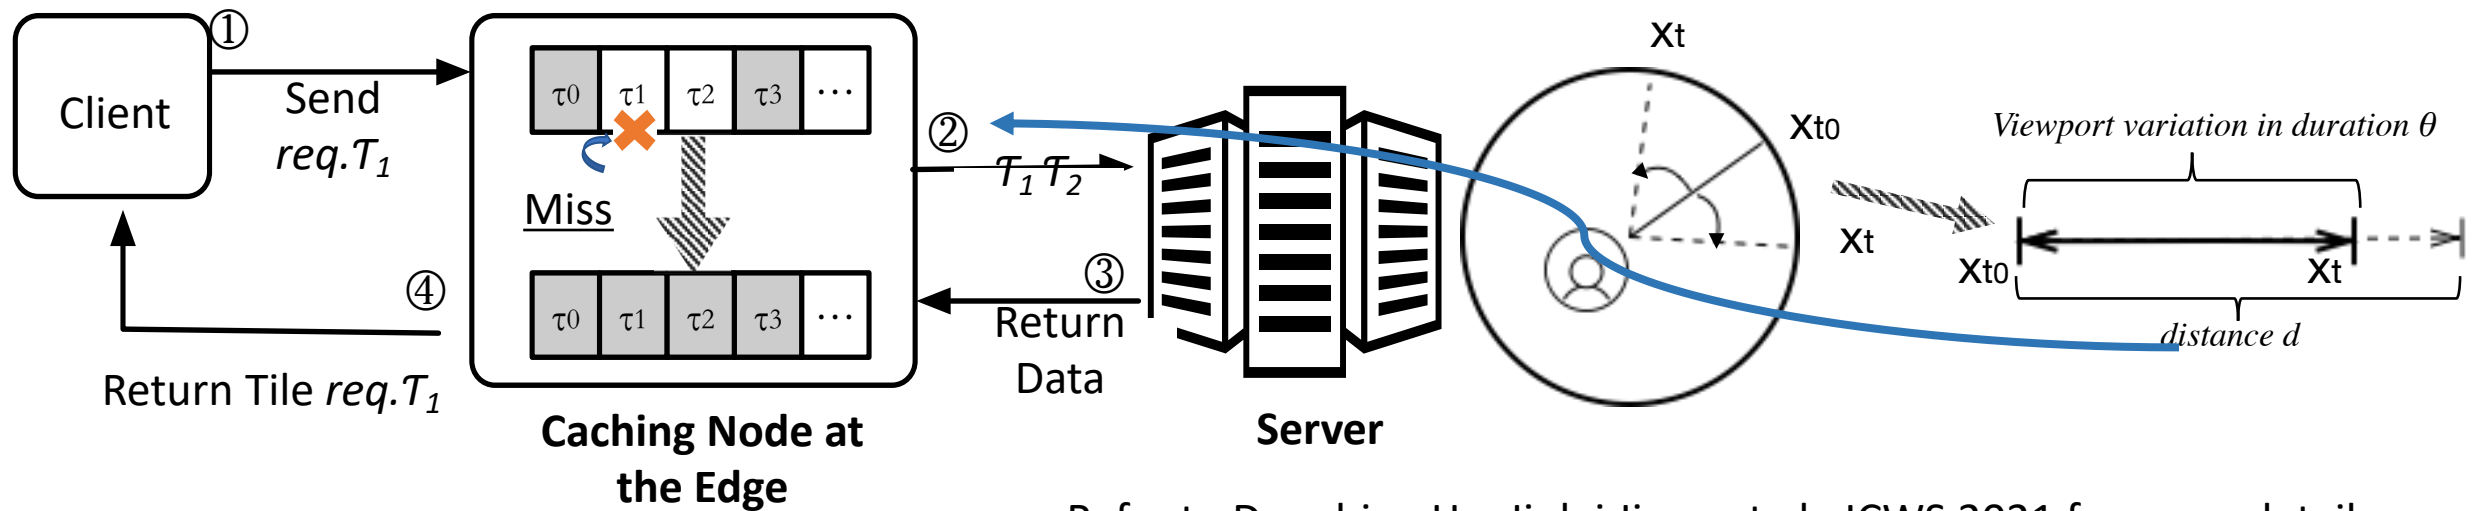 ①
Client
Send
req.T1
τ0 τ1 τ2 τ3 ⋯
Miss
τ0 τ1 τ2 τ3 ⋯
④
Return Tile req.T1
Caching Node at
the Edge
②
T1 T2
③
Return
Data
Server
xt
xt0
xt
Viewport variation in duration θ
xt0
xt
distance d